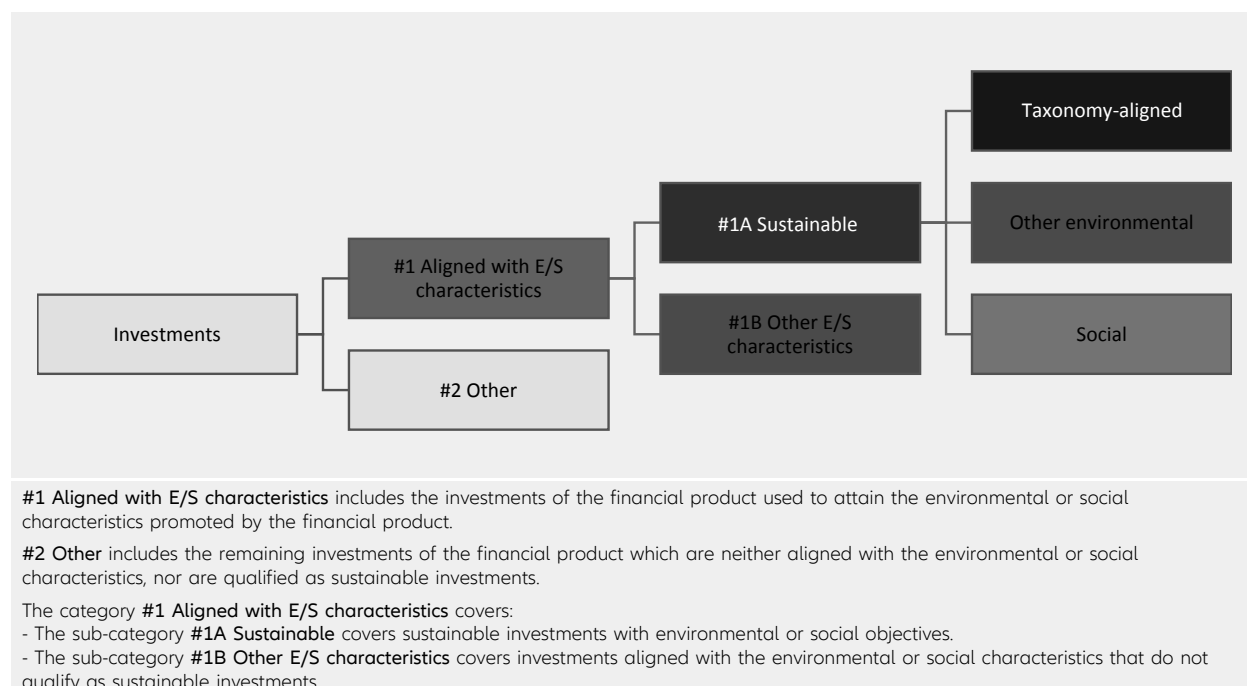 Taxonomy-aligned
#1A Sustainable
Other environmental
#1 Aligned with E/S
characteristics
Investments
#1B Other E/S
characteristics
Social
#2 Other
#1 Aligned with E/S characteristics includes the investments of the financial product used to attain the environmental or social
characteristics promoted by the financial product.
#2 Other includes the remaining investments of the financial product which are neither aligned with the environmental or social
characteristics, nor are qualified as sustainable investments.
The category #1 Aligned with E/S characteristics covers:
- The sub-category #1A Sustainable covers sustainable investments with environmental or social objectives.
- The sub-category #1B Other E/S characteristics covers investments aligned with the environmental or social characteristics that do not
qualify as sustainable investments